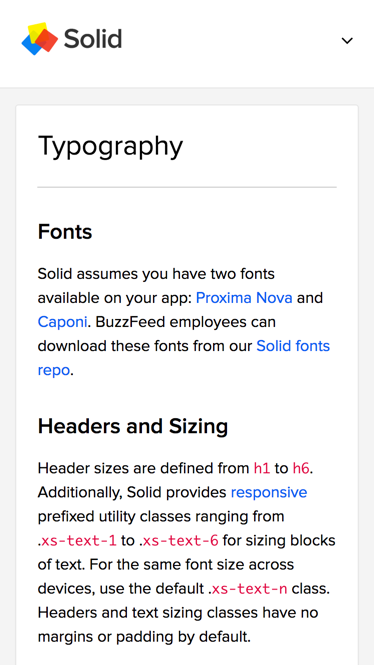 Solid
Typography
Fonts
Solid assumes you have two fonts
available on your app: Proxima Nova and
Caponi. BuzzFeed employees can
download these fonts from our Solid fonts
repo.
Headers and Sizing
Header sizes are defined from h1 to h6.
Additionally, Solid provides responsive
prefixed utility classes ranging from
.xs-text-1 to .xs-text-6 for sizing blocks
of text. For the same font size across
devices, use the default .xs-text-n class.
Headers and text sizing classes have no
margins or padding by default.